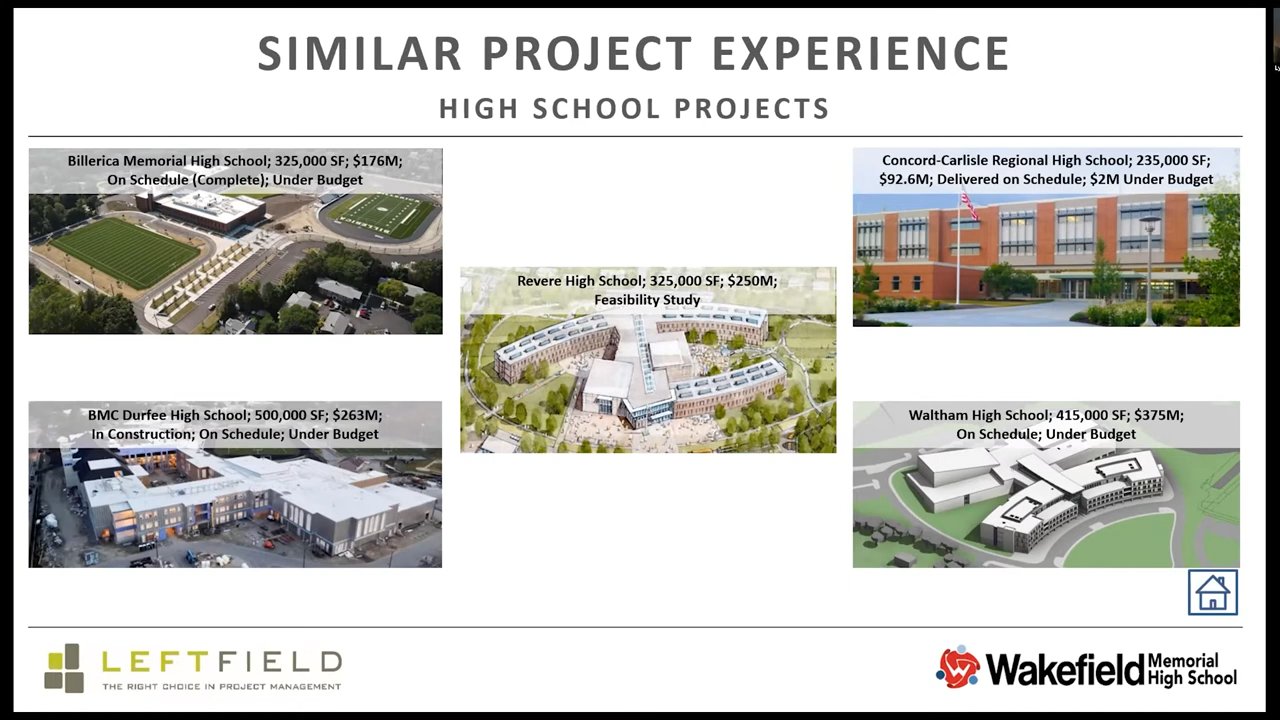 SIMILAR PROJECT EXPERIENCE
HIGH SCHOOL PROJECTS
Billerica Memorial High School; 325,000 SF; $176M;
On Schedule (Complete); Under Budget
Concord-Carlisle Regional High School; 235,000 SF;
$92.6M; Delivered on Schedule; $2M Under Budget
Revere High School; 325,000 SF; $250M;
Feasibility Study
BMC Durfee High School; 500,000 SF; $263M;
In Construction; On Schedule; Under Budget
Waltham High School; 415,000 SF; $375M;
On Schedule; Under Budget
LEFTFIELD
THE RIGHT CHOICE IN PROJECT MANAGEMENT
Wakefield Memorial
High School